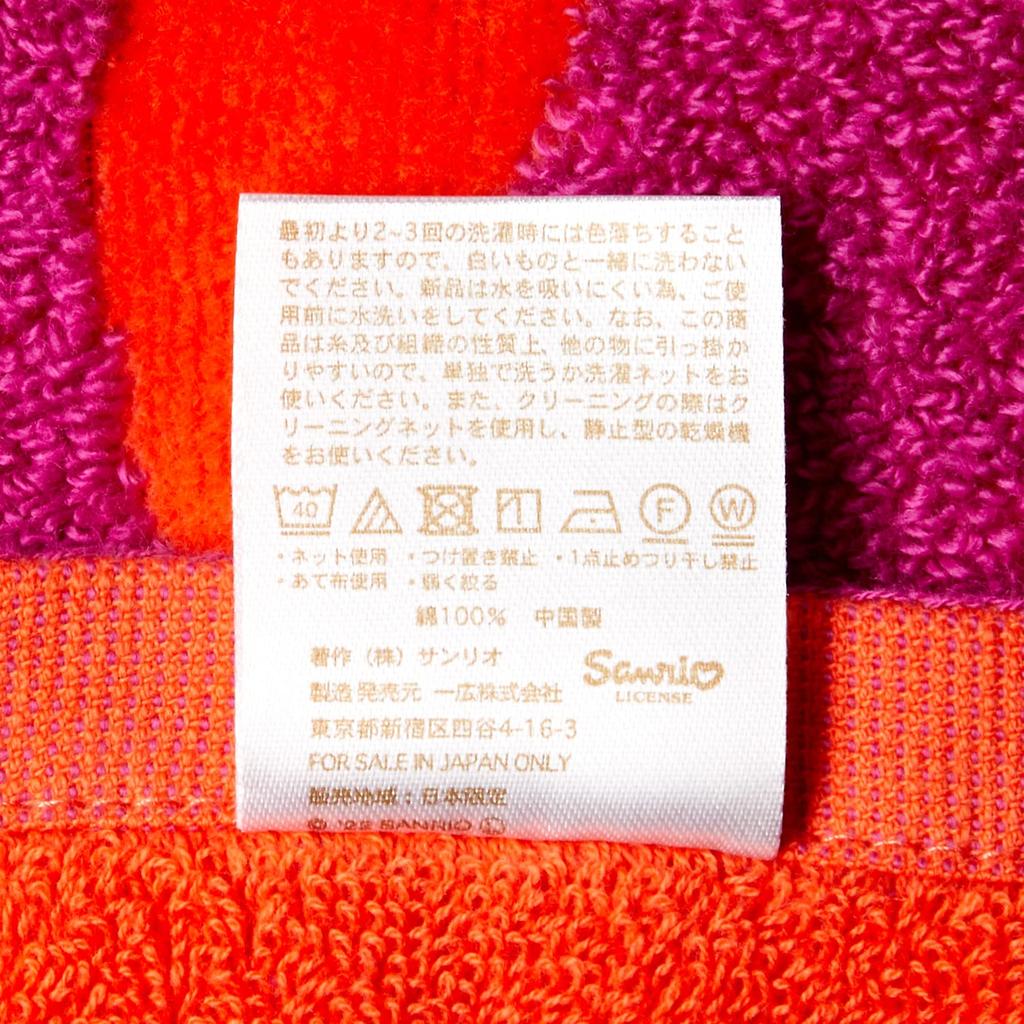 最初より2~3回の洗濯時には色落ちすること
もありますので、白いものと一緒に洗わない
でください。新品は水を吸いにくい為、ご使
用前に水洗いをしてください。なお、この商
品は糸及び組織の性質上、他の物に引っ掛か
りやすいので、単独で洗うか洗濯ネットをお
使いください。また、クリーニングの際はク
リーニングネットを使用し、静止型の乾燥機
をお使いください。
40 F W
・ネット使用 ・つけ置き禁止 ・1点止めつり干し禁止
・あて布使用 ・弱く絞る
綿100% 中国製
著作(株)サンリオ
Sanrio
LICENSE
製造発売元 一広株式会社
東京都新宿区四谷4-16-3
FOR SALE IN JAPAN ONLY
販売地域:日本限定
© SANRIO